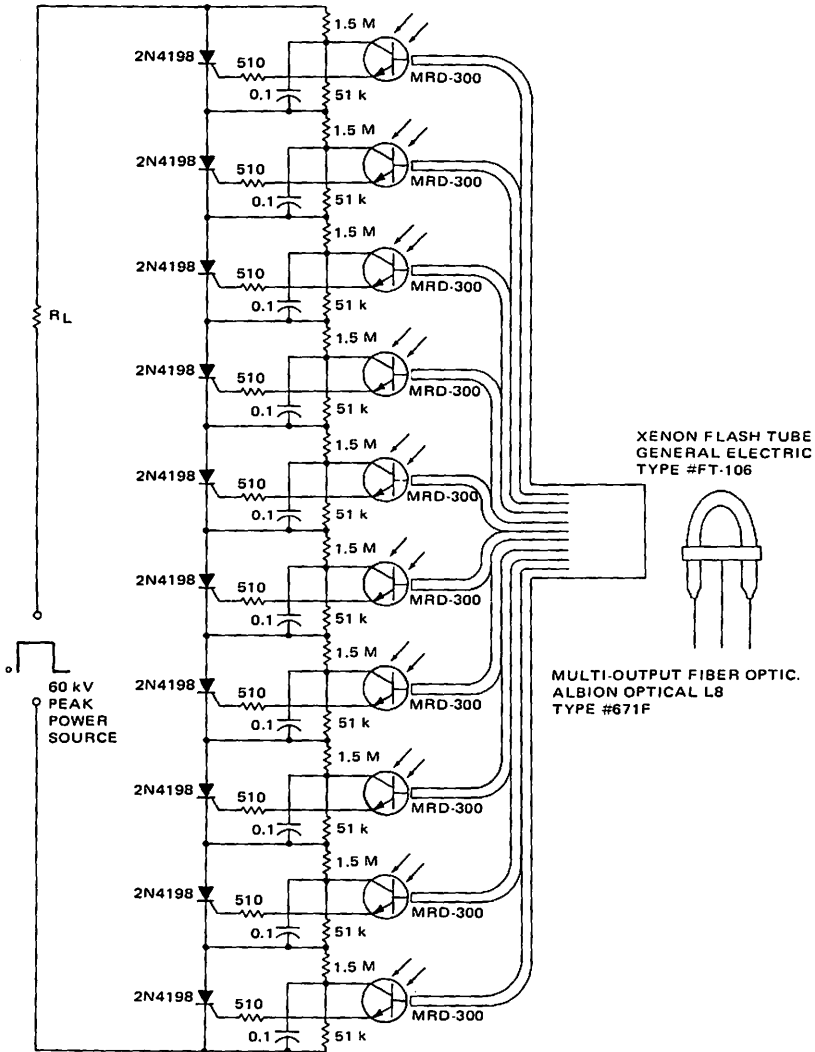 1.5 M
2N4198
510
0.1
51 k
MRD-300
1.5 M
2N4198
510
0.1
51 k
MRD-300
1.5 M
2N4198
510
0.1
51 k
MRD-300
1.5 M
2N4198
510
0.1
51 k
MRD-300
1.5 M
2N4198
510
0.1
51 k
MRD-300
1.5 M
2N4198
510
0.1
51 k
MRD-300
1.5 M
2N4198
510
0.1
51 k
MRD-300
1.5 M
2N4198
510
0.1
51 k
MRD-300
1.5 M
2N4198
510
0.1
51 k
MRD-300
1.5 M
2N4198
510
0.1
51 k
MRD-300
RL
60 kV
PEAK
POWER
SOURCE
XENON FLASH TUBE
GENERAL ELECTRIC
TYPE #FT-106
MULTI-OUTPUT FIBER OPTIC.
ALBION OPTICAL L8
TYPE #671F